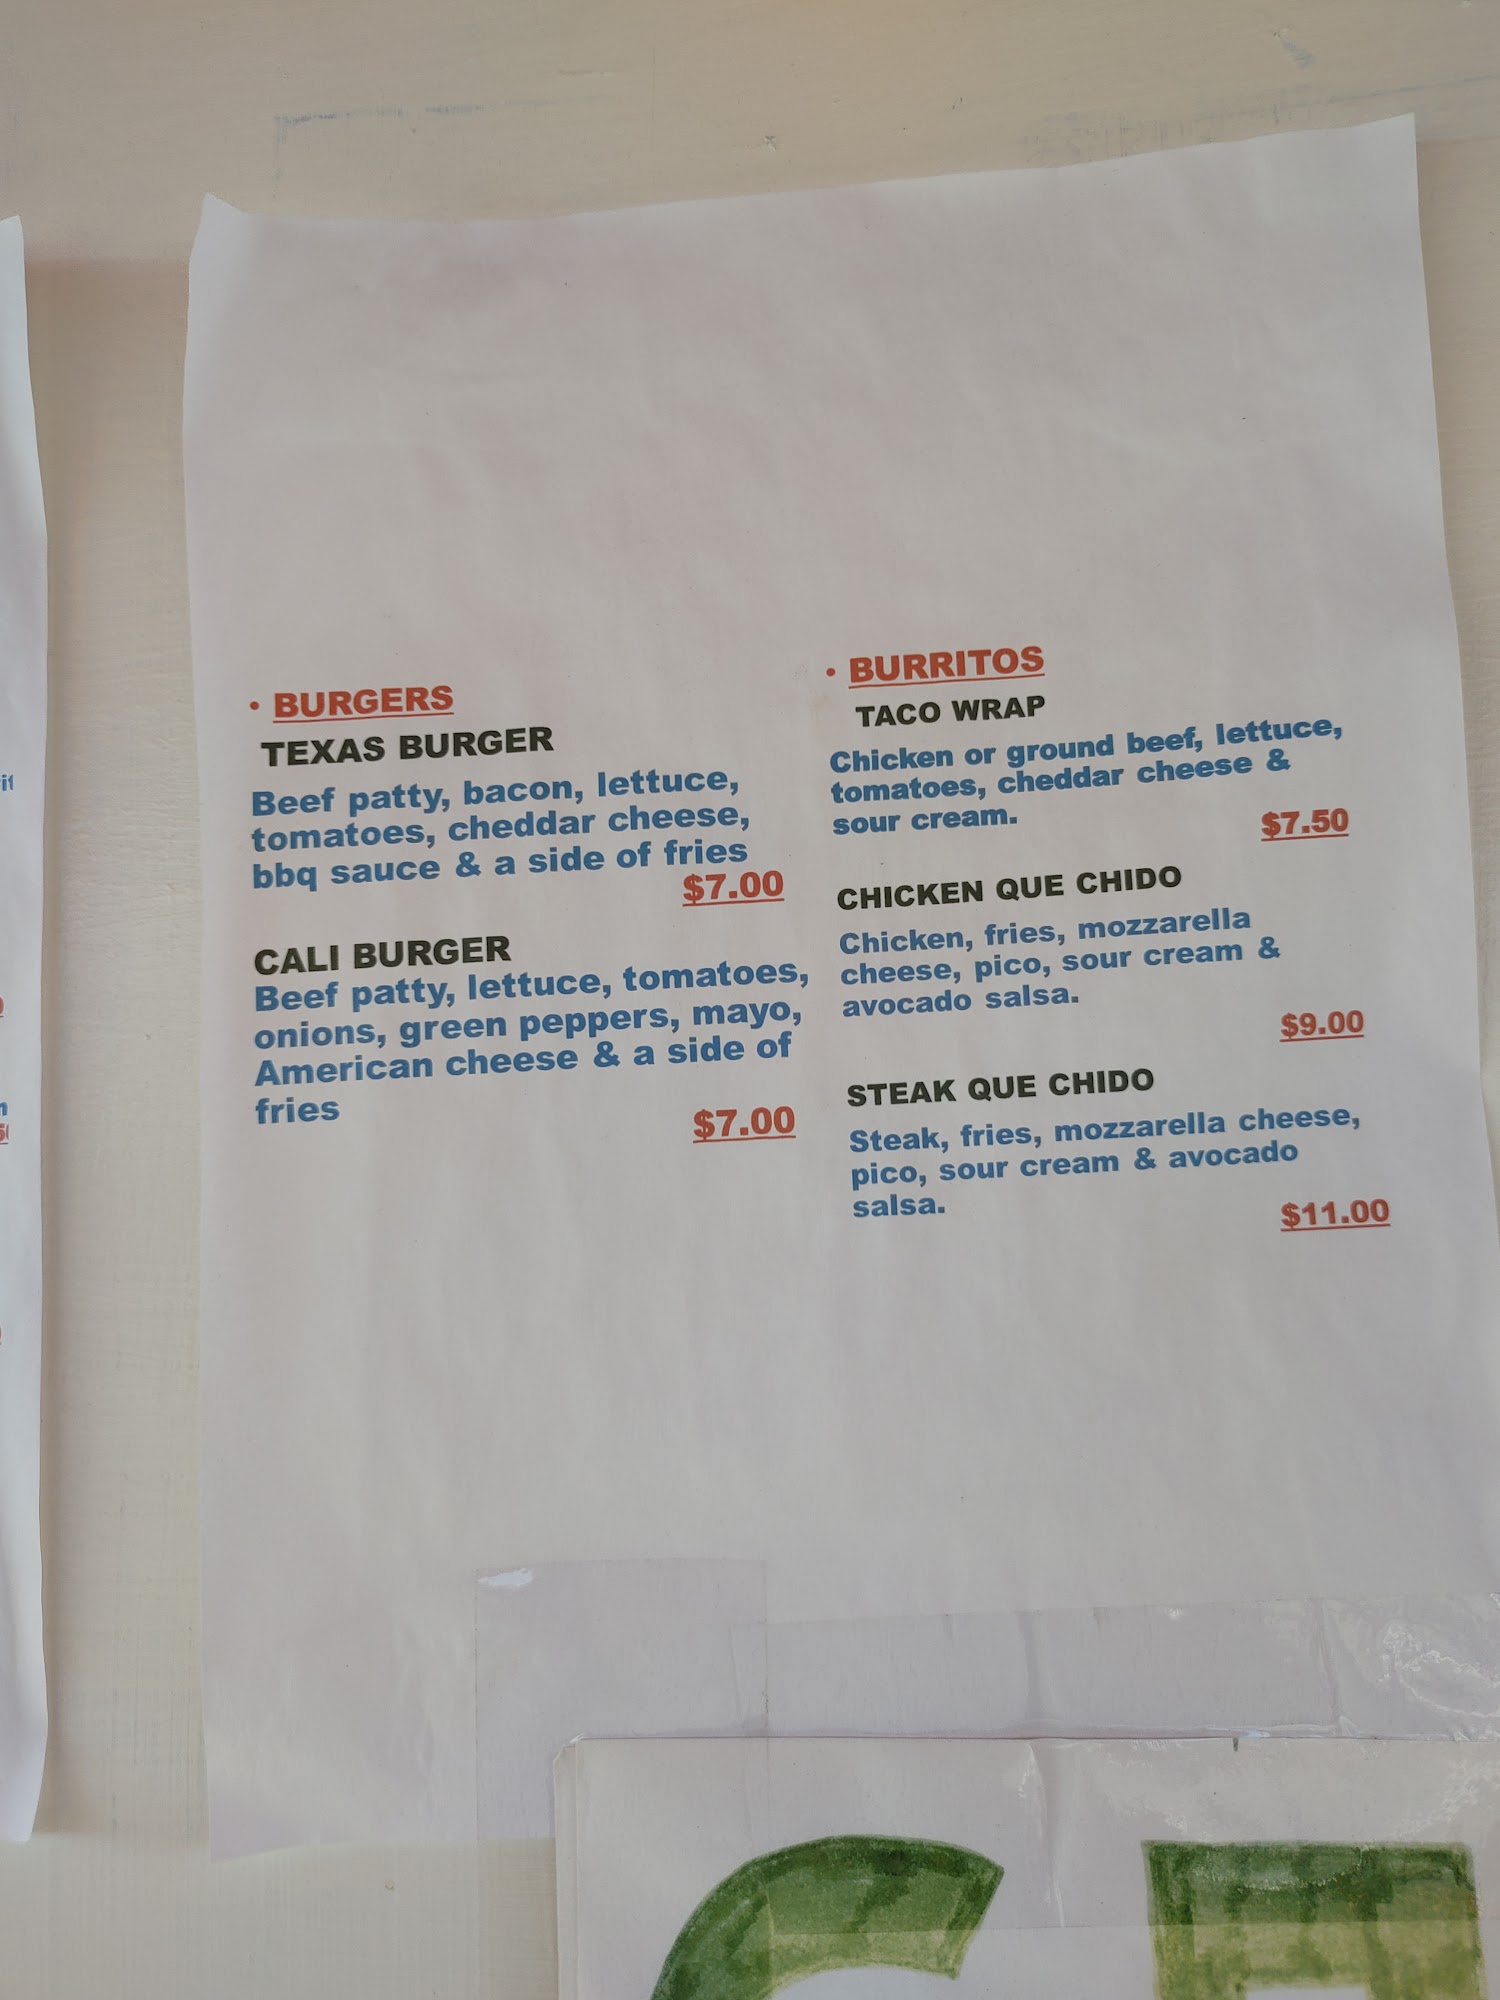 • BURGERS
TEXAS BURGER
Beef patty, bacon, lettuce,
tomatoes, cheddar cheese,
bbq sauce & a side of fries
$7.00
CALI BURGER
Beef patty, lettuce, tomatoes,
onions, green peppers, mayo,
American cheese & a side of
fries
$7.00
• BURRITOS
TACO WRAP
Chicken or ground beef, lettuce,
tomatoes, cheddar cheese &
sour cream.
$7.50
CHICKEN QUE CHIDO
Chicken, fries, mozzarella
cheese, pico, sour cream &
avocado salsa.
$9.00
STEAK QUE CHIDO
Steak, fries, mozzarella cheese,
pico, sour cream & avocado
salsa.
$11.00